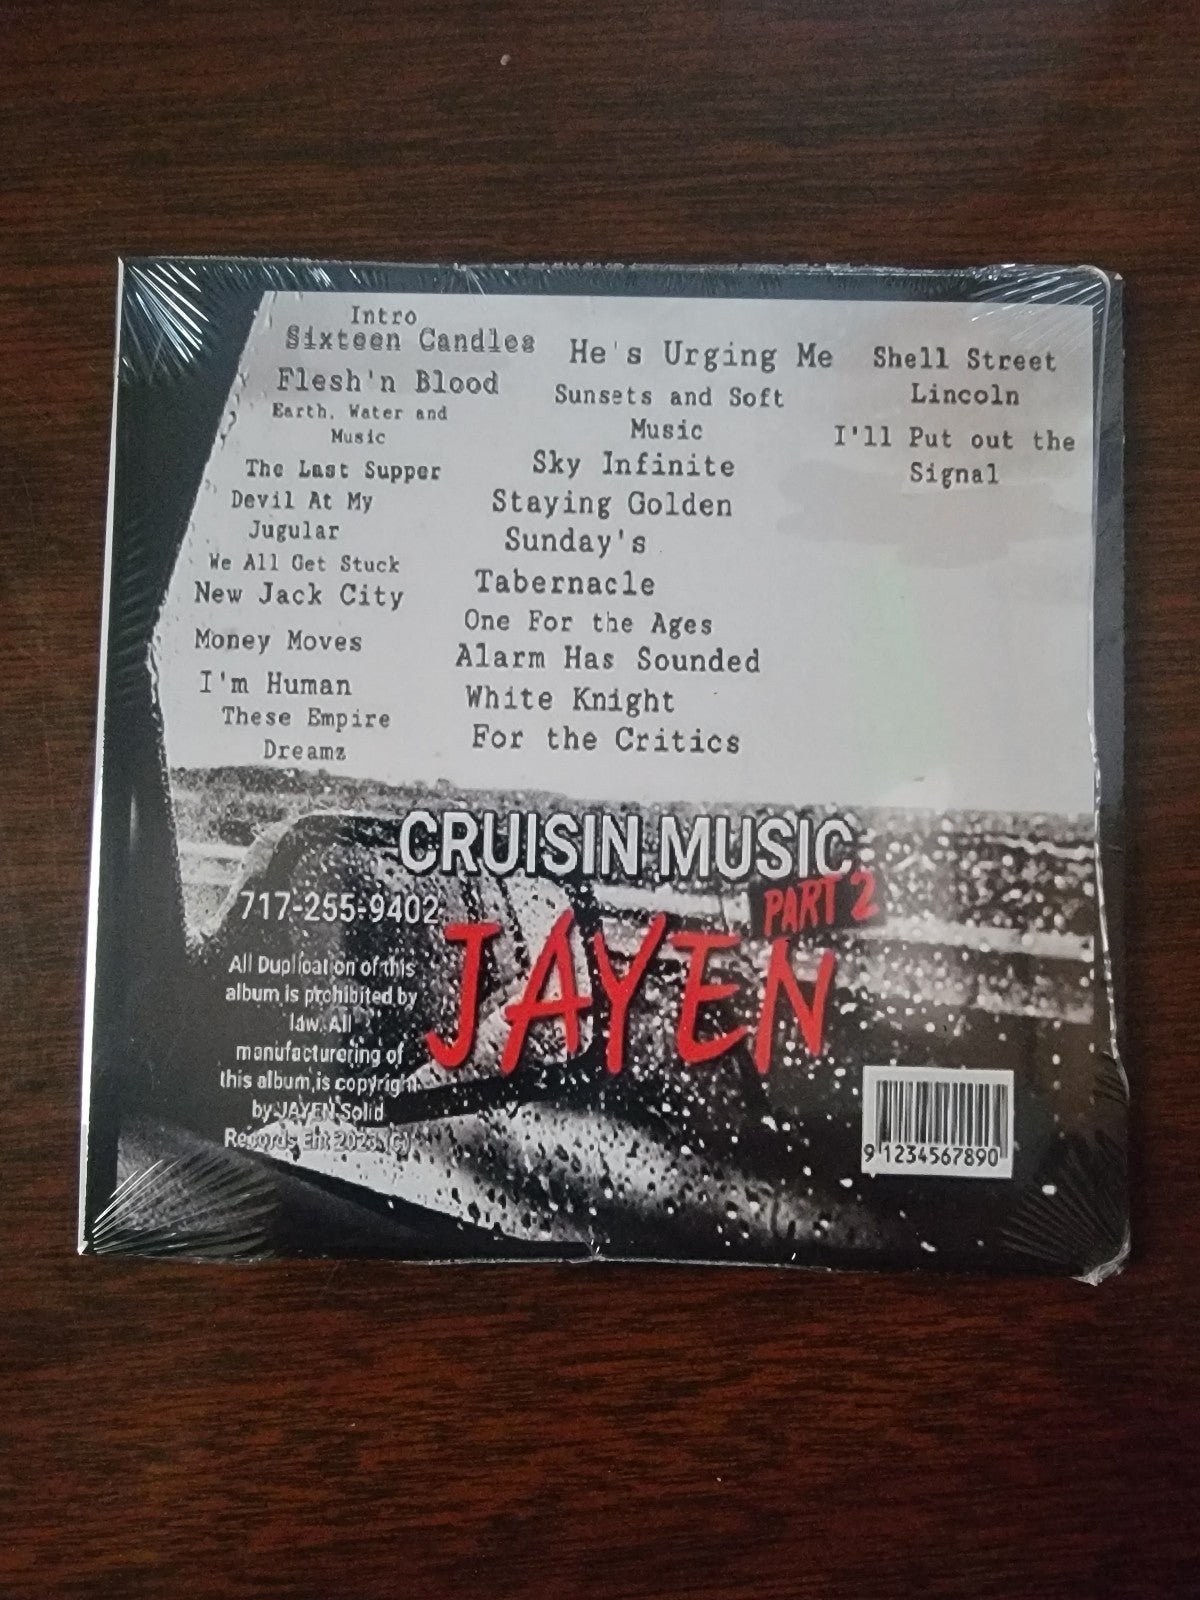 Intro
Sixteen Candles
Flesh'n Blood
Earth, Water and
Music
The Last Supper
Devil At My
Jugular
We All Get Stuck
New Jack City
Money Moves
I'm Human
These Empire
Dreamz
He's Urging Me
Sunsets and Soft
Music
Sky Infinite
Staying Golden
Sunday's
Tabernacle
One For the Ages
Alarm Has Sounded
White Knight
For the Critics
Shell Street
Lincoln
I'll Put out the
Signal
CRUISIN MUSIC
PART 2
JAYEN
717-255-9402
All Duplication of this
album is prohibited by
law. All
manufacturering of
this album is copyright
by JAYEN Solid
Records Ent 2023 (C)
9 1234567890